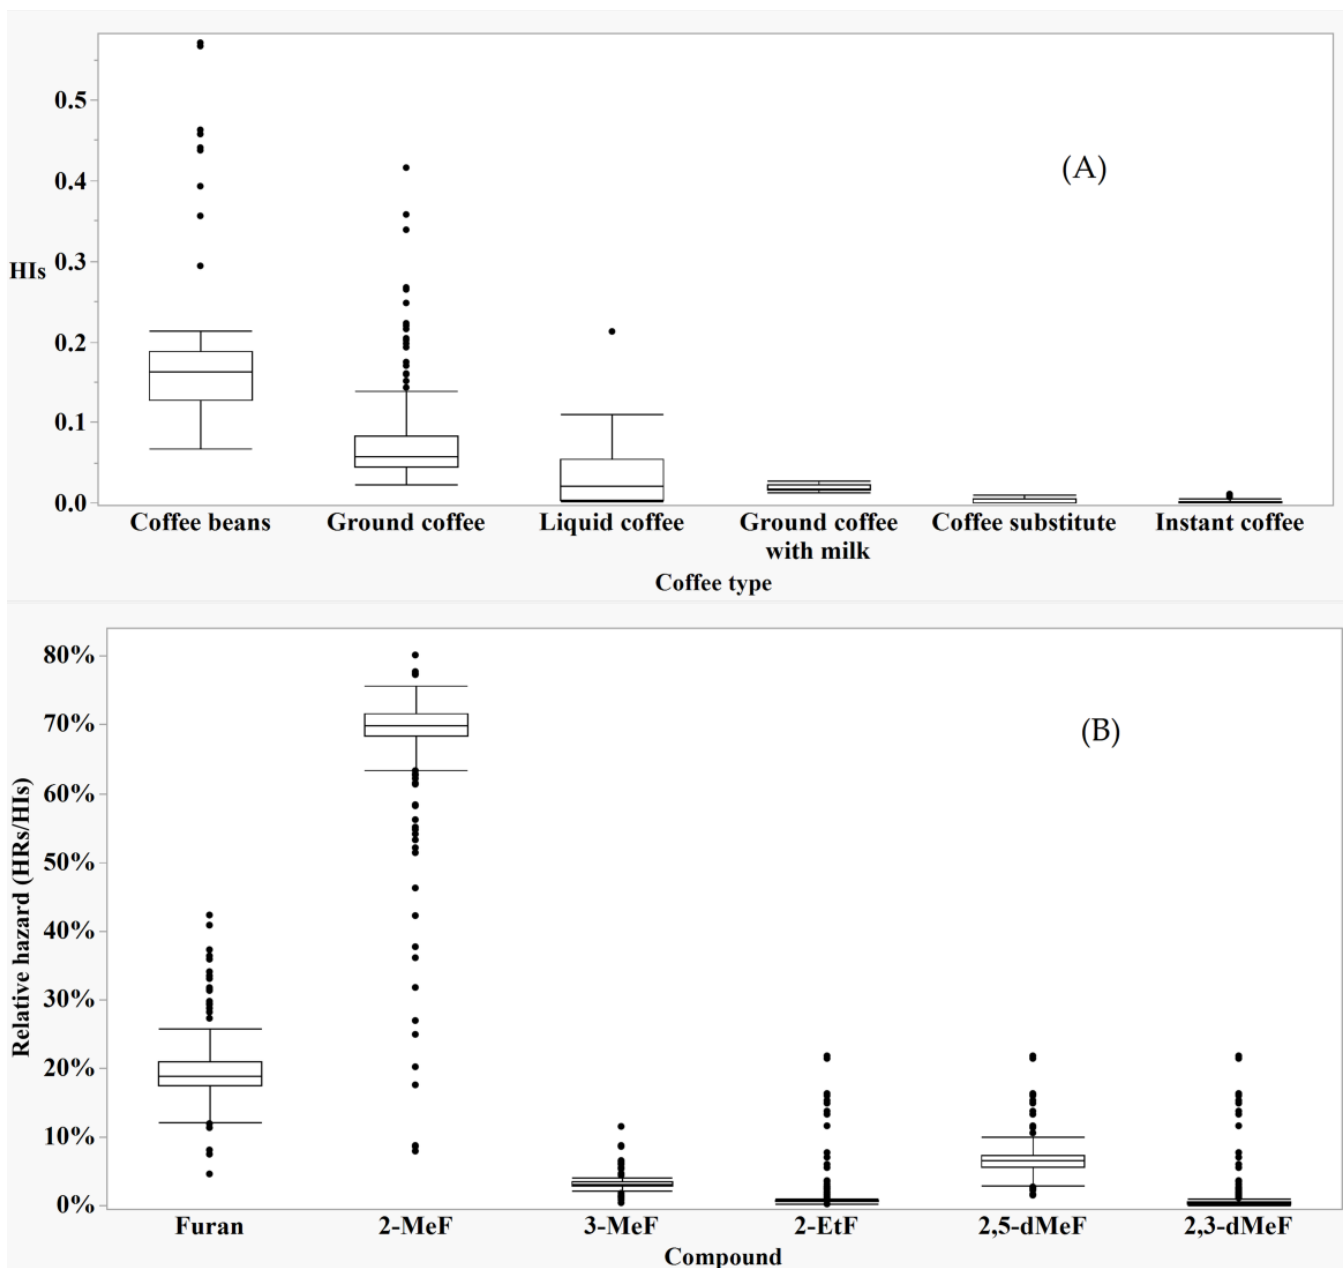 0.5
(A)
0.4
0.3
HIs
0.2
0.1
0.0
Coffee beans Ground coffee Liquid coffee Ground coffee Coffee substitute Instant coffee
with milk
Coffee type
80%
70%
(B)
60%
50%
40%
30%
20%
10%
0%
Relative hazard (HRs/HIs)
Furan 2-MeF 3-MeF 2-EtF 2,5-dMeF 2,3-dMeF
Compound